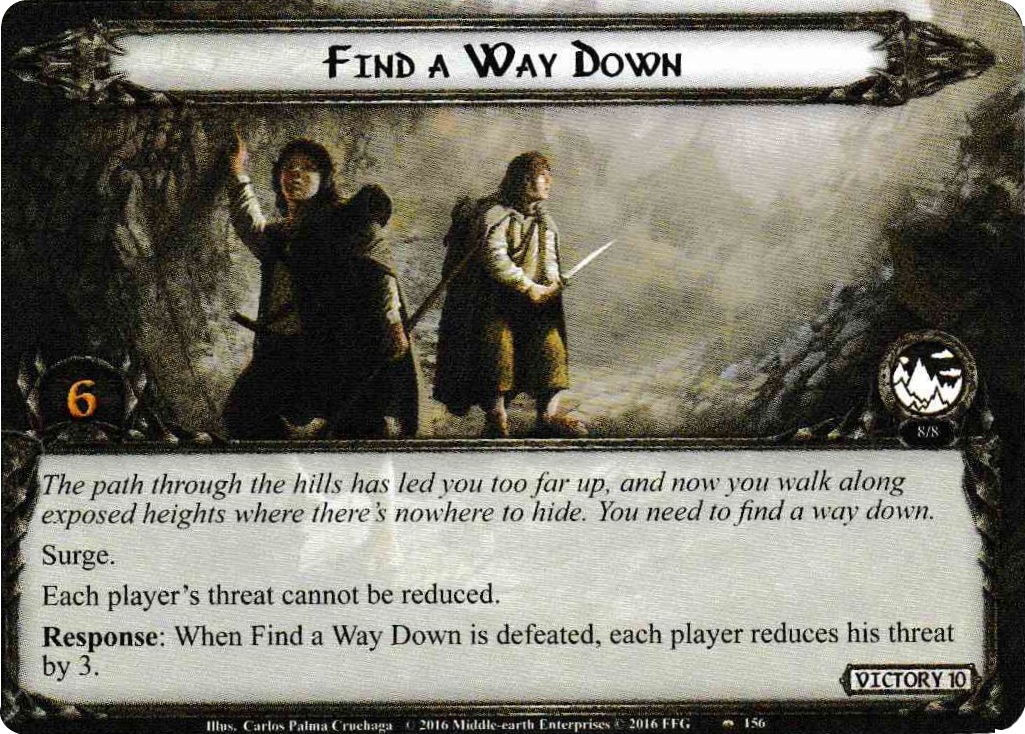 FIND A WAY DOWN
6
8/8
The path through the hills has led you too far up, and now you walk along
exposed heights where there's nowhere to hide. You need to find a way down.
Surge.
Each player's threat cannot be reduced.
Response: When Find a Way Down is defeated, each player reduces his threat
by 3.
VICTORY 10
Illus. Carlos Palma Cruchaga © 2016 Middle-earth Enterprises © 2016 FFG 156